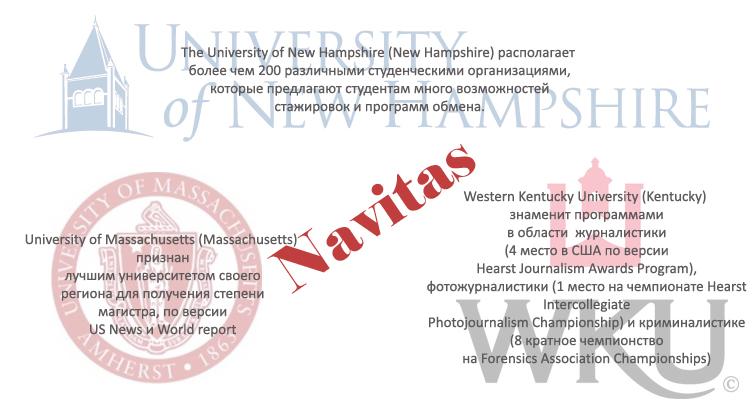 UNIVERSITY
of NEW HAMPSHIRE
The University of New Hampshire (New Hampshire) располагает
более чем 200 различными студенческими организациями,
которые предлагают студентам много возможностей
стажировок и программ обмена.
Navitas
UNIVERSITY OF MASSACHUSETTS
AMHERST • 1863
University of Massachusetts (Massachusetts)
признан
лучшим университетом своего
региона для получения степени
магистра, по версии
US News и World report
Western Kentucky University (Kentucky)
знаменит программами
в области журналистики
(4 место в США по версии
Hearst Journalism Awards Program),
фотожурналистики (1 место на чемпионате Hearst
Intercollegiate
Photojournalism Championship) и криминалистике
(8 кратное чемпионство
на Forensics Association Championships)
WKU ©